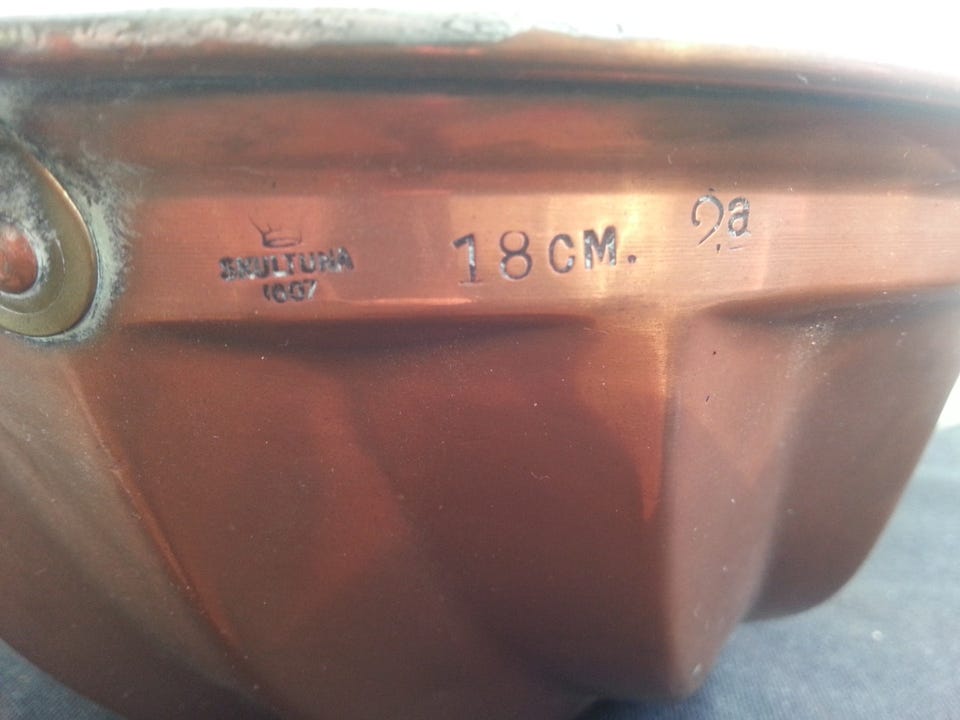 SKULTUNA
1607
18 CM.
2a